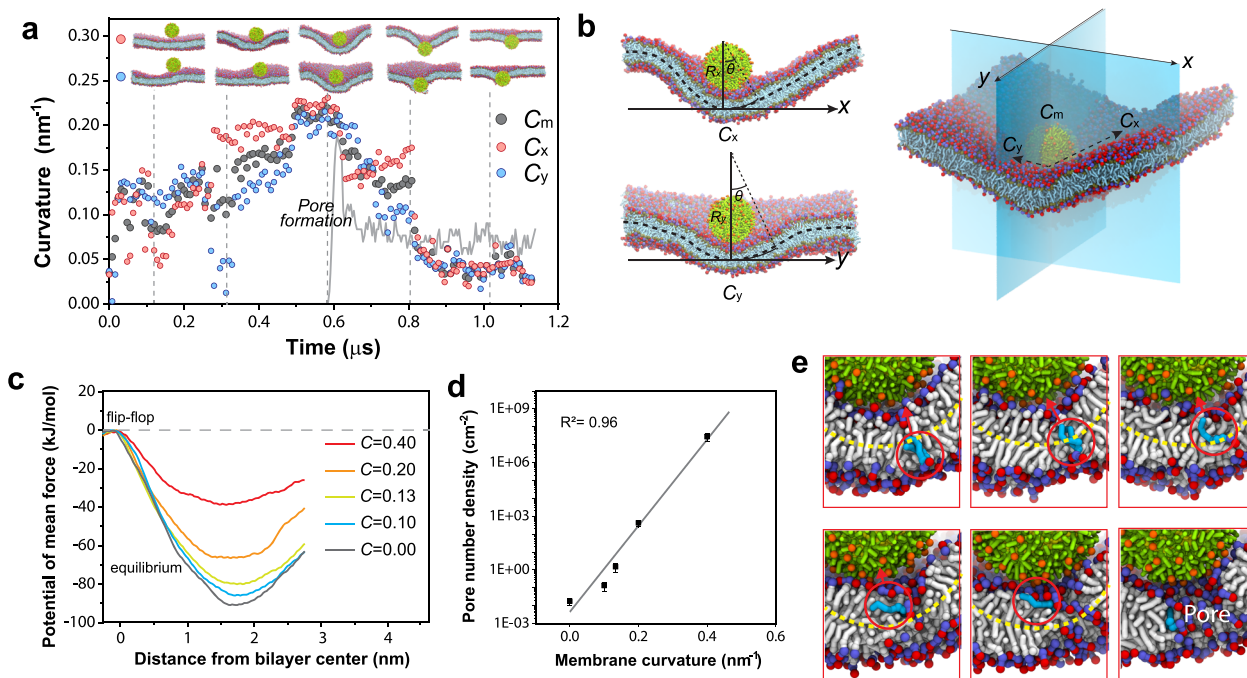 a
0.30
0.25
0.20
0.15
0.10
0.05
0.00
Curvature (nm⁻¹)
Cm
Cx
Cy
Pore
formation
0.0 0.2 0.4 0.6 0.8 1.0 1.2
Time (μs)
b
Rx
θ
x
Cx
θ
Ry
y
Cy
x
y
Cm
Cx
Cy
c
20
0
-20
-40
-60
-80
-100
Potential of mean force (kJ/mol)
flip-flop
C=0.40
C=0.20
C=0.13
C=0.10
C=0.00
equilibrium
0 1 2 3 4
Distance from bilayer center (nm)
d
1E+09
1E+06
1E+03
1E+00
1E-03
Pore number density (cm⁻²)
R²= 0.96
0.0 0.2 0.4 0.6
Membrane curvature (nm⁻¹)
e
Pore